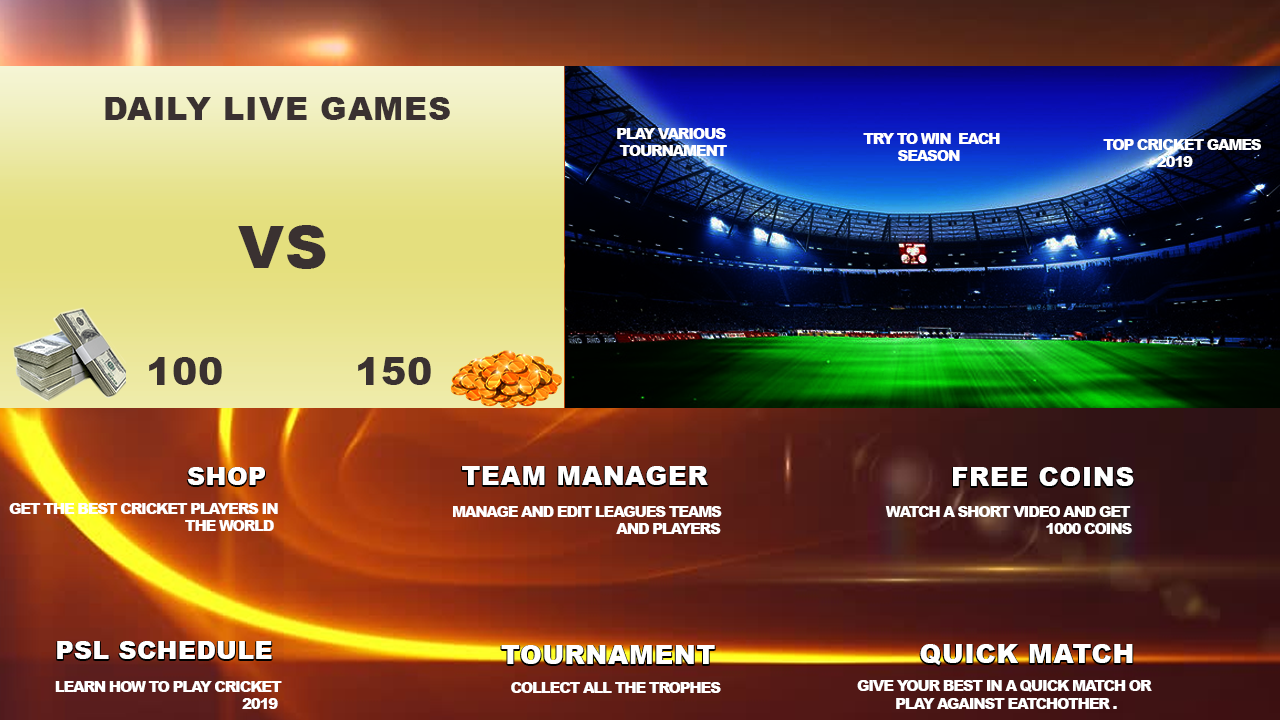 DAILY LIVE GAMES
VS
100
150
PLAY VARIOUS
TOURNAMENT
TRY TO WIN EACH
SEASON
TOP CRICKET GAMES
2019
SHOP
GET THE BEST CRICKET PLAYERS IN
THE WORLD
TEAM MANAGER
MANAGE AND EDIT LEAGUES TEAMS
AND PLAYERS
FREE COINS
WATCH A SHORT VIDEO AND GET
1000 COINS
PSL SCHEDULE
LEARN HOW TO PLAY CRICKET
2019
TOURNAMENT
COLLECT ALL THE TROPHES
QUICK MATCH
GIVE YOUR BEST IN A QUICK MATCH OR
PLAY AGAINST EATCHOTHER .